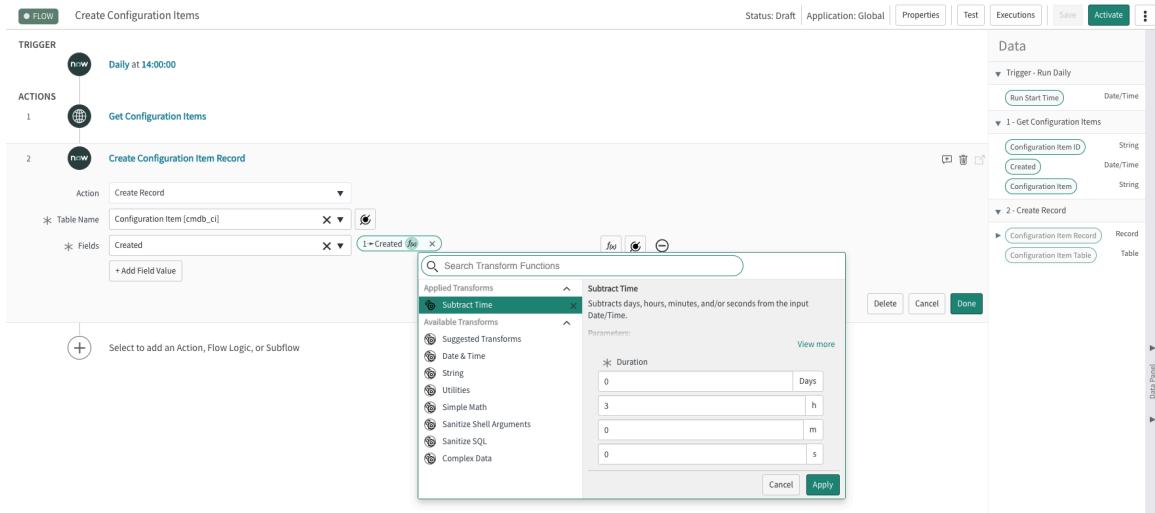 FLOW Create Configuration Items Status: Draft Application: Global Properties Test Executions Save Activate
TRIGGER
now Daily at 14:00:00
ACTIONS
1 Get Configuration Items
2 now Create Configuration Item Record
Action Create Record
Table Name Configuration Item [cmdb_ci]
Fields Created 1 Created f(x) f(x)
+ Add Field Value
Search Transform Functions
Applied Transforms
Subtract Time
Available Transforms
Suggested Transforms
Date & Time
String
Utilities
Simple Math
Sanitize Shell Arguments
Sanitize SQL
Complex Data
Subtract Time
Subtracts days, hours, minutes, and/or seconds from the input
Date/Time.
Parameters:
View more
Duration
0 Days
3 h
0 m
0 s
Cancel Apply
Delete Cancel Done
Select to add an Action, Flow Logic, or Subflow
Data
Trigger - Run Daily
Run Start Time Date/Time
1 - Get Configuration Items
Configuration Item ID String
Created Date/Time
Configuration Item String
2 - Create Record
Configuration Item Record Record
Configuration Item Table Table
Data Panel